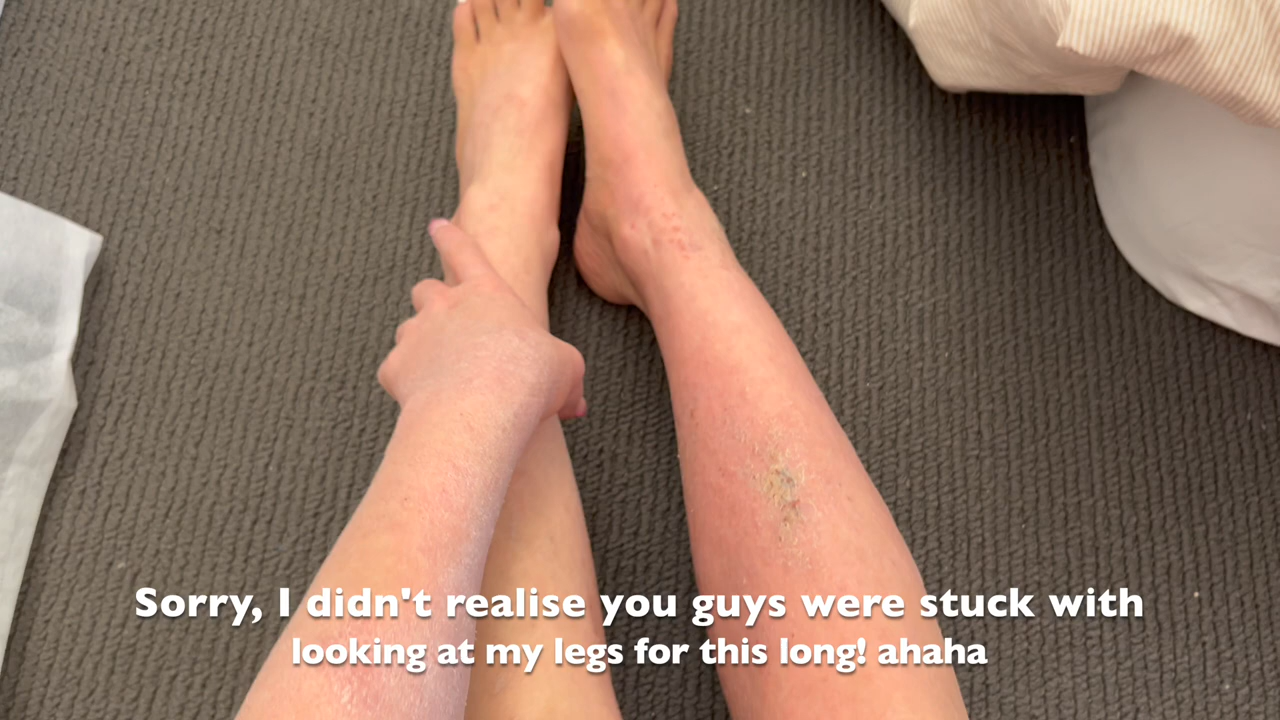 Sorry, I didn't realise you guys were stuck with
looking at my legs for this long! ahaha